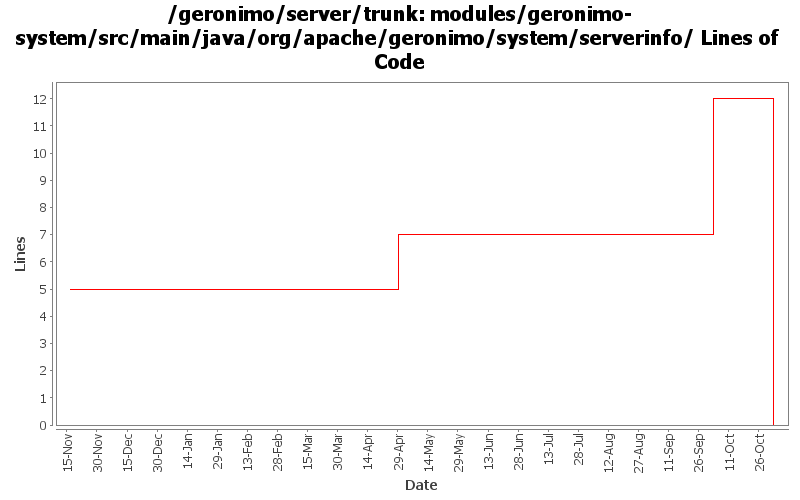 /geronimo/server/trunk: modules/geronimo-
system/src/main/java/org/apache/geronimo/system/serverinfo/ Lines of
Code
12
11
10
9
8
7
6
5
4
3
2
1
0
Lines
15-Nov
30-Nov
15-Dec
30-Dec
14-Jan
29-Jan
13-Feb
28-Feb
15-Mar
30-Mar
14-Apr
29-Apr
14-May
29-May
13-Jun
28-Jun
13-Jul
28-Jul
12-Aug
27-Aug
11-Sep
26-Sep
11-Oct
26-Oct
Date